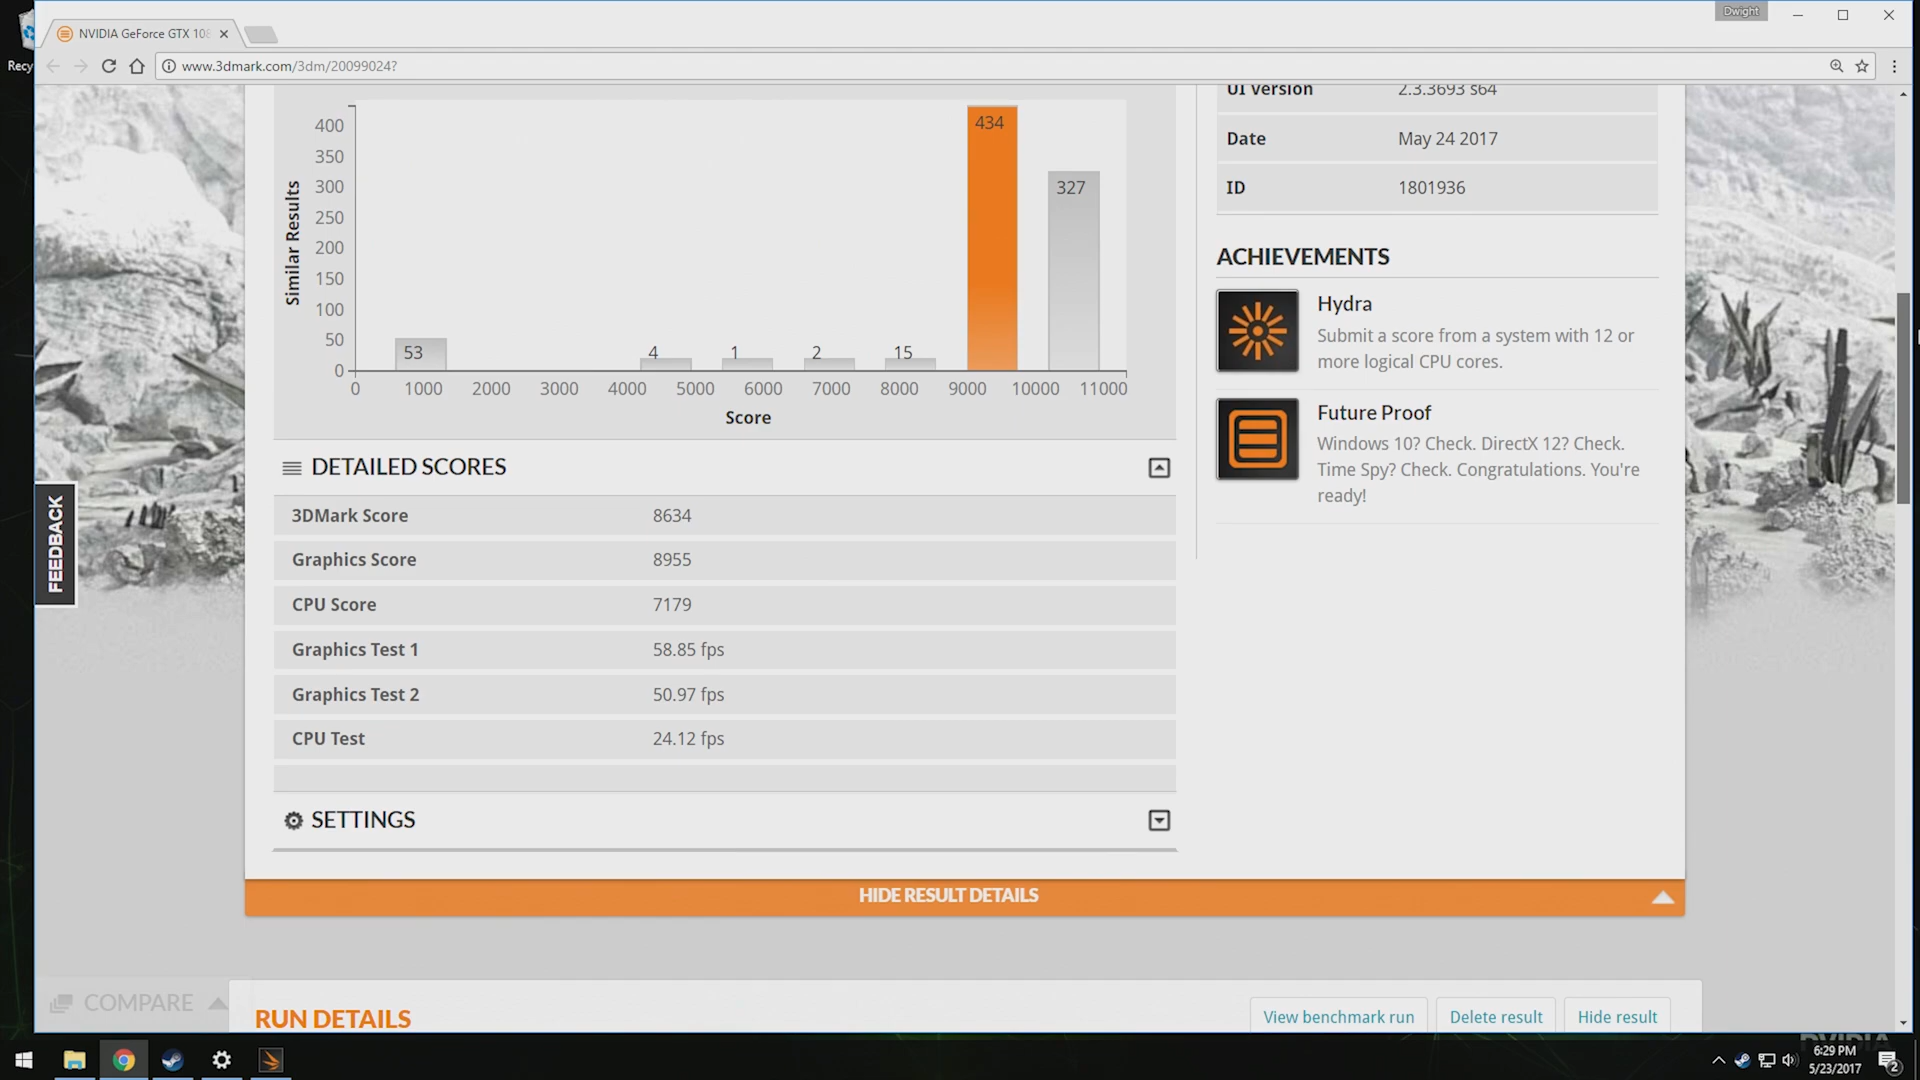 Dwight
NVIDIA GeForce GTX 108
Recy
www.3dmark.com/3dm/20099024?
UI Version 2.3.3693 s64
Date May 24 2017
ID 1801936
400
350
300
250
200
150
100
50
0
Similar Results
53
4
1
2
15
434
327
0 1000 2000 3000 4000 5000 6000 7000 8000 9000 10000 11000
Score
ACHIEVEMENTS
Hydra
Submit a score from a system with 12 or
more logical CPU cores.
Future Proof
Windows 10? Check. DirectX 12? Check.
Time Spy? Check. Congratulations. You're
ready!
DETAILED SCORES
3DMark Score 8634
Graphics Score 8955
CPU Score 7179
Graphics Test 1 58.85 fps
Graphics Test 2 50.97 fps
CPU Test 24.12 fps
FEEDBACK
SETTINGS
HIDE RESULT DETAILS
COMPARE
RUN DETAILS
View benchmark run
Delete result
Hide result
NVIDIA
6:29 PM
5/23/2017
2